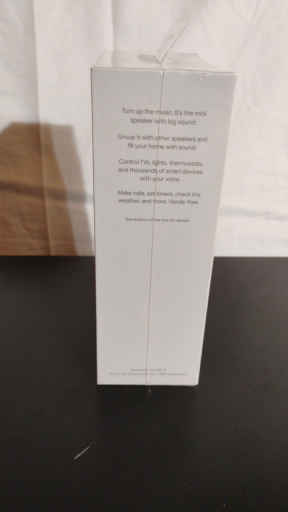 Turn up the music. It's the mini
speaker with big sound.
Group it with other speakers and
fill your home with sound.
Control TVs, lights, thermostats,
and thousands of smart devices
with your voice.
Make calls, set timers, check the
weather, and more. Hands-free.